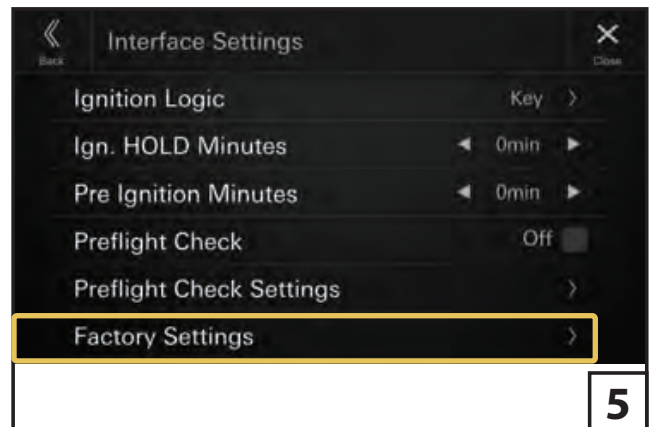 Interface Settings
Back
Close
Ignition Logic Key
Ign. HOLD Minutes 0min
Pre Ignition Minutes 0min
Preflight Check Off
Preflight Check Settings
Factory Settings
5